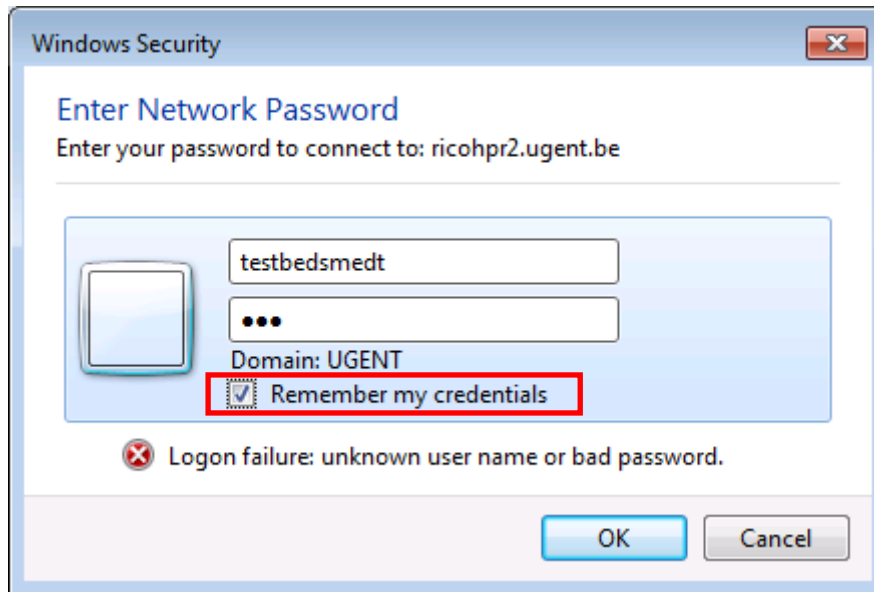 Windows Security
Enter Network Password
Enter your password to connect to: ricohpr2.ugent.be
testbedsmedt
●●●
Domain: UGENT
Remember my credentials
Logon failure: unknown user name or bad password.
OK
Cancel